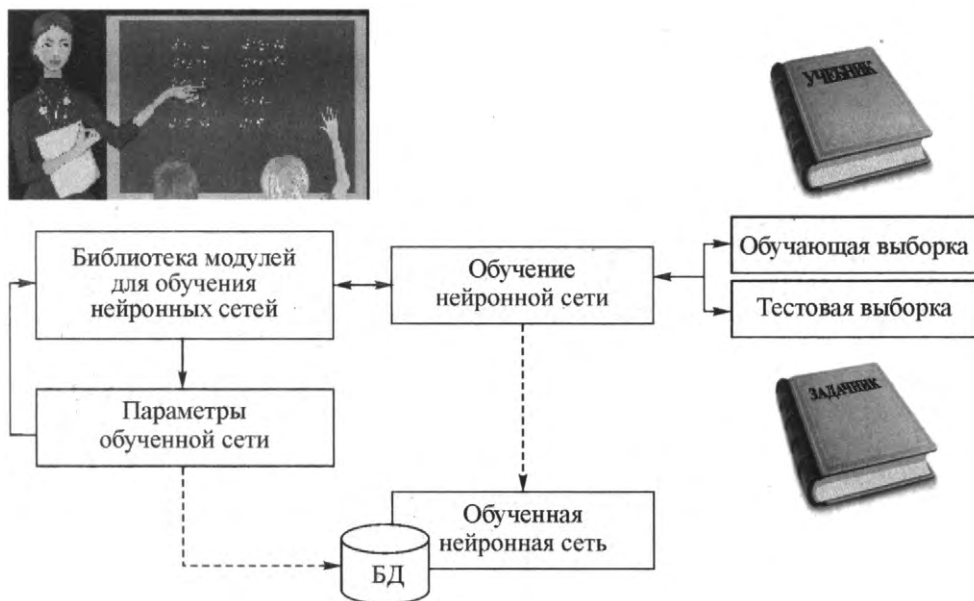 УЧЕБНИК
Библиотека модулей
для обучения
нейронных сетей
Обучение
нейронной сети
Обучающая выборка
Тестовая выборка
Параметры
обученной сети
ЗАДАЧНИК
Обученная
нейронная сеть
БД